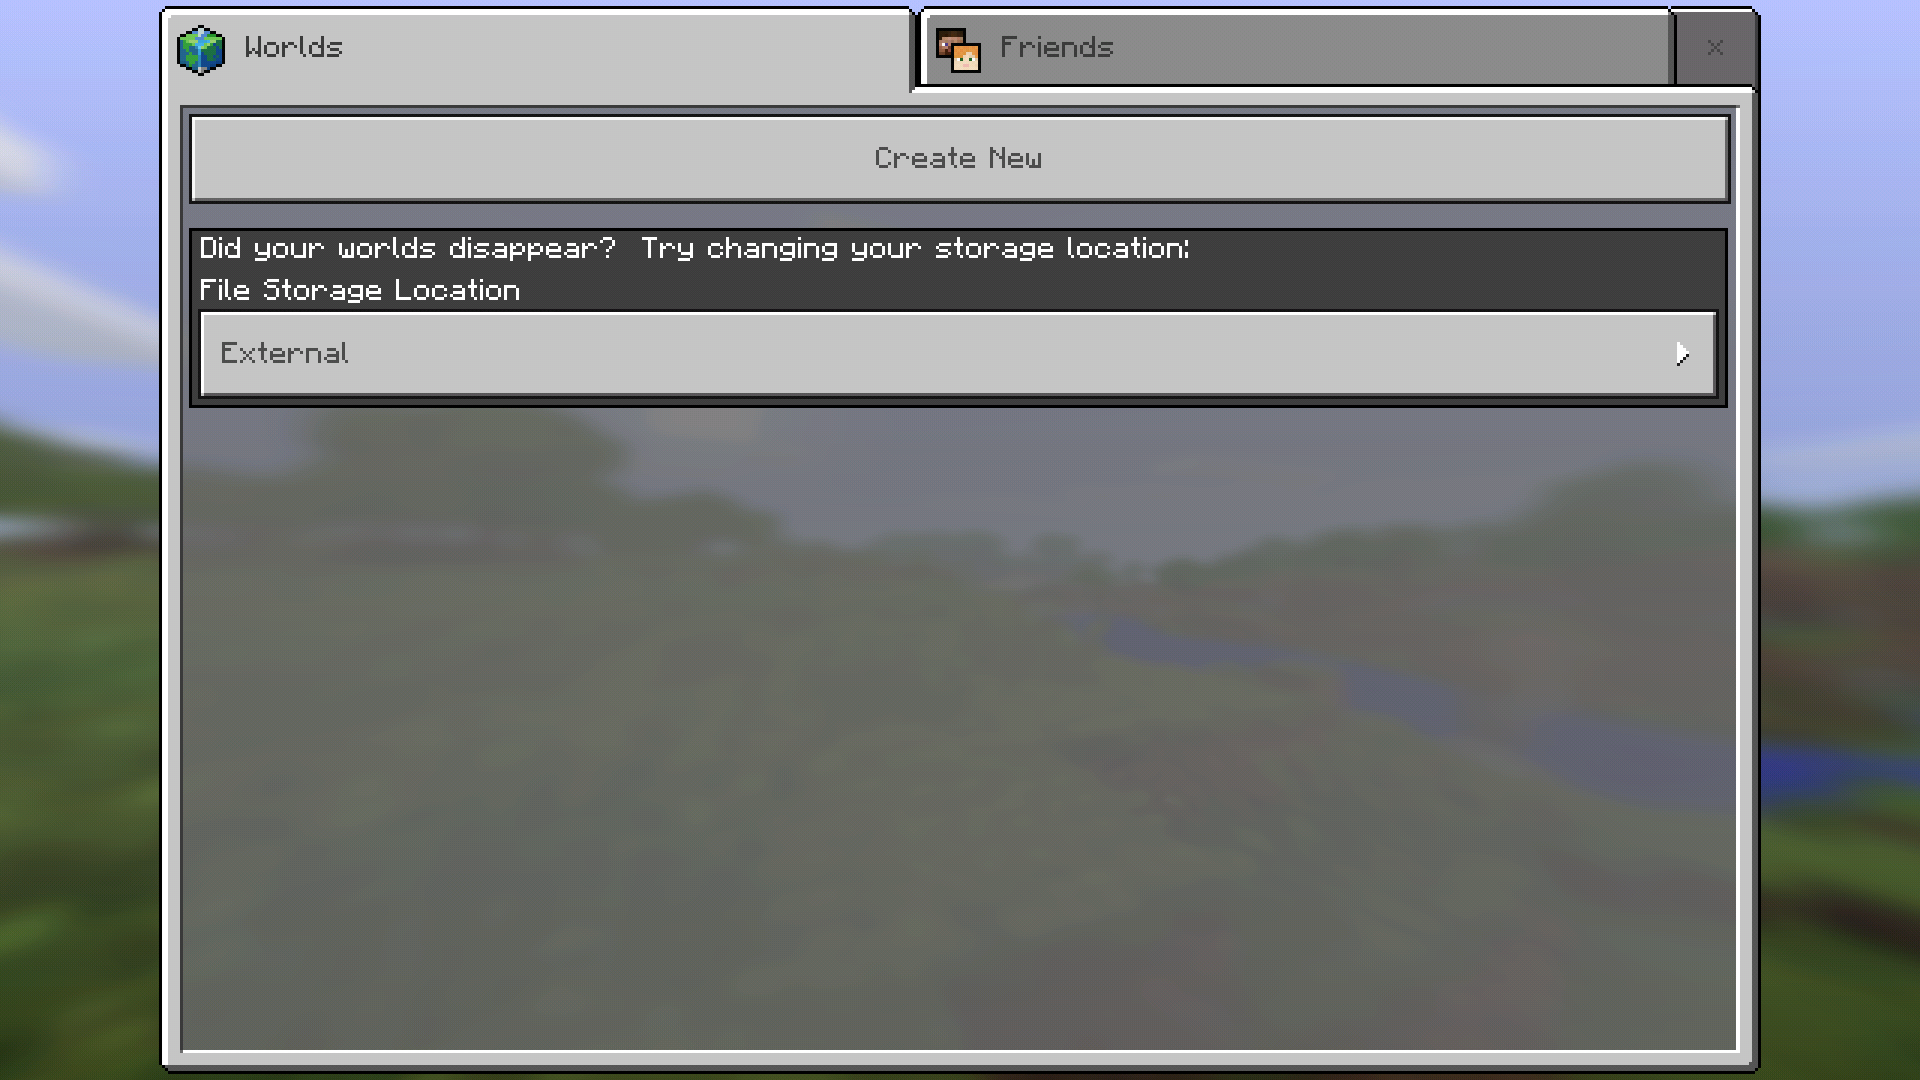 Worlds
Friends
Create New
Did your worlds disappear?  Try changing your storage location:
File Storage Location
External